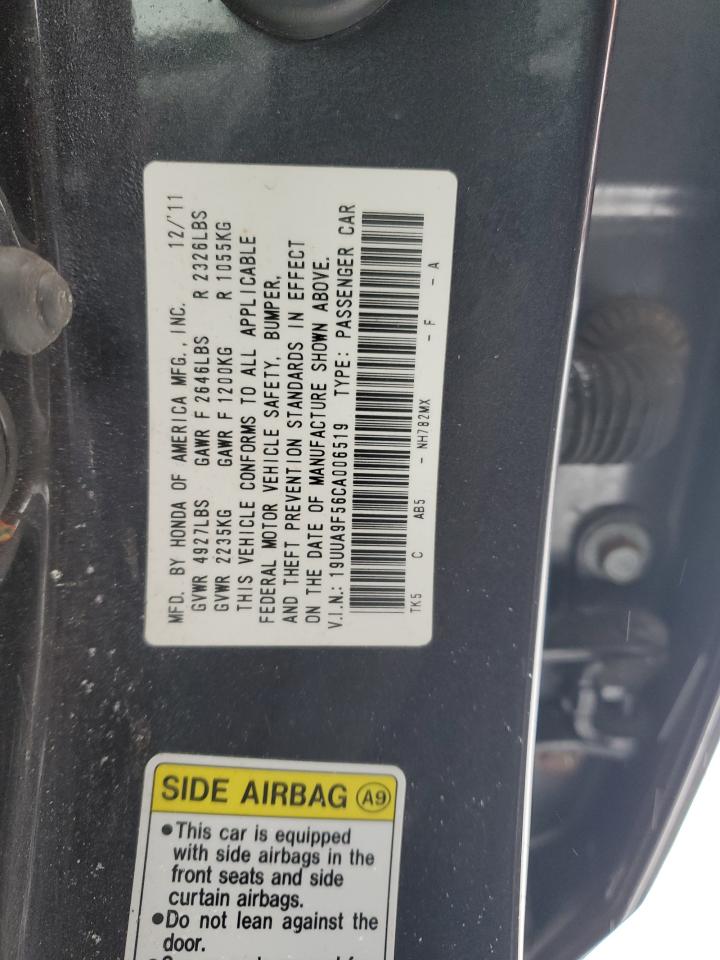 MFD. BY HONDA OF AMERICA MFG., INC. 12/'11
GVWR 4927LBS GAWR F 2646LBS R 2326LBS
GVWR 2235KG GAWR F 1200KG R 1055KG
THIS VEHICLE CONFORMS TO ALL APPLICABLE
FEDERAL MOTOR VEHICLE SAFETY, BUMPER,
AND THEFT PREVENTION STANDARDS IN EFFECT
ON THE DATE OF MANUFACTURE SHOWN ABOVE.
V.I.N.: 19UUA9F56CA006519 TYPE: PASSENGER CAR
TK5 C AB5 - NH782MX - F - A
SIDE AIRBAG A9
•This car is equipped
with side airbags in the
front seats and side
curtain airbags.
•Do not lean against the
door.